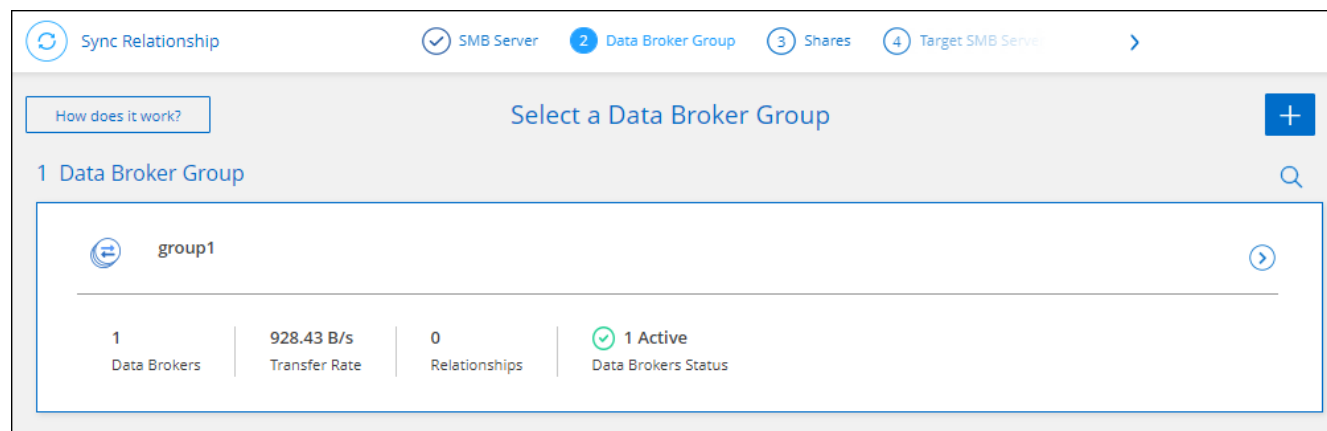 Sync Relationship
SMB Server 2 Data Broker Group 3 Shares 4 Target SMB Serve
How does it work? Select a Data Broker Group
1 Data Broker Group
group1
1 928.43 B/s 0 1 Active
Data Brokers Transfer Rate Relationships Data Brokers Status